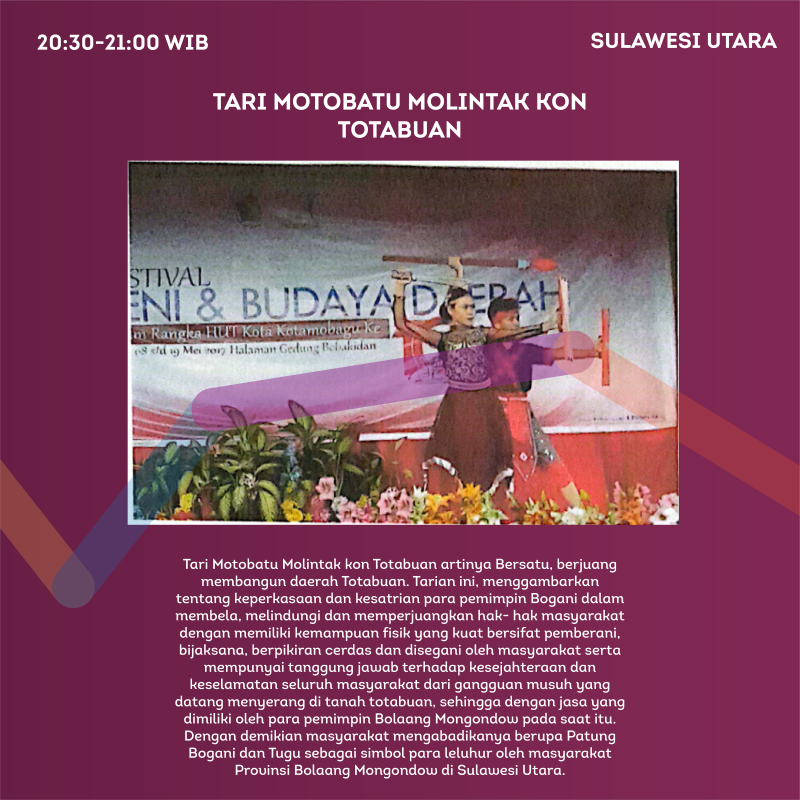 20:30-21:00 WIB
SULAWESI UTARA
TARI MOTOBATU MOLINTAK KON
TOTABUAN
STIVAL
ENI & BUDAYA DAERAH
m Rangka HUT Kota Kotamobagu Ke
08 s/d 19 Mei 2017 Halaman Gedung Bobakidan
Tari Motobatu Molintak kon Totabuan artinya Bersatu, berjuang
membangun daerah Totabuan. Tarian ini, menggambarkan
tentang keperkasaan dan kesatrian para pemimpin Bogani dalam
membela, melindungi dan memperjuangkan hak- hak masyarakat
dengan memiliki kemampuan fisik yang kuat bersifat pemberani,
bijaksana, berpikiran cerdas dan disegani oleh masyarakat serta
mempunyai tanggung jawab terhadap kesejahteraan dan
keselamatan seluruh masyarakat dari gangguan musuh yang
datang menyerang di tanah totabuan, sehingga dengan jasa yang
dimiliki oleh para pemimpin Bolaang Mongondow pada saat itu.
Dengan demikian masyarakat mengabadikanya berupa Patung
Bogani dan Tugu sebagai simbol para leluhur oleh masyarakat
Provinsi Bolaang Mongondow di Sulawesi Utara.